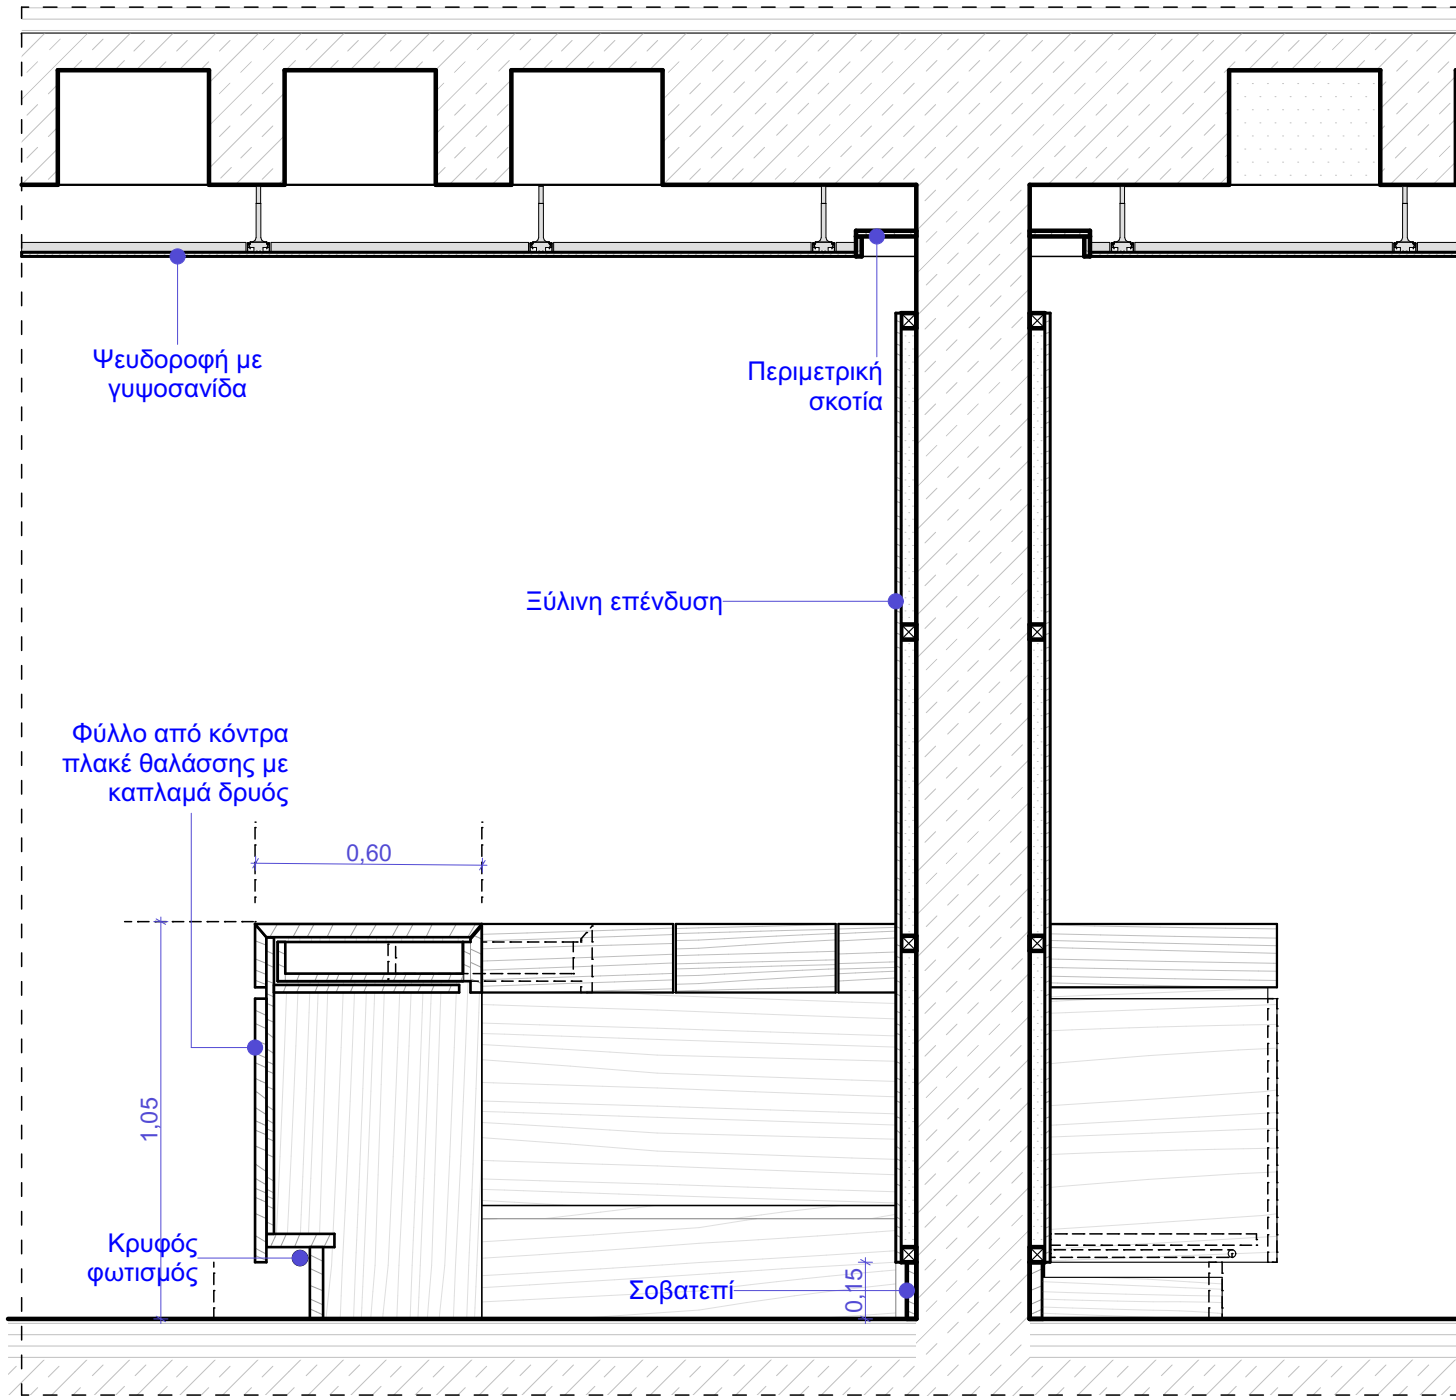 Ψευδοροφή με
γυψοσανίδα
Περιμετρική
σκοτία
Ξύλινη επένδυση
Φύλλο από κόντρα
πλακέ θαλάσσης με
καπλαμά δρυός
0,60
1,05
Κρυφός
φωτισμός
Σοβατεπί
0,15